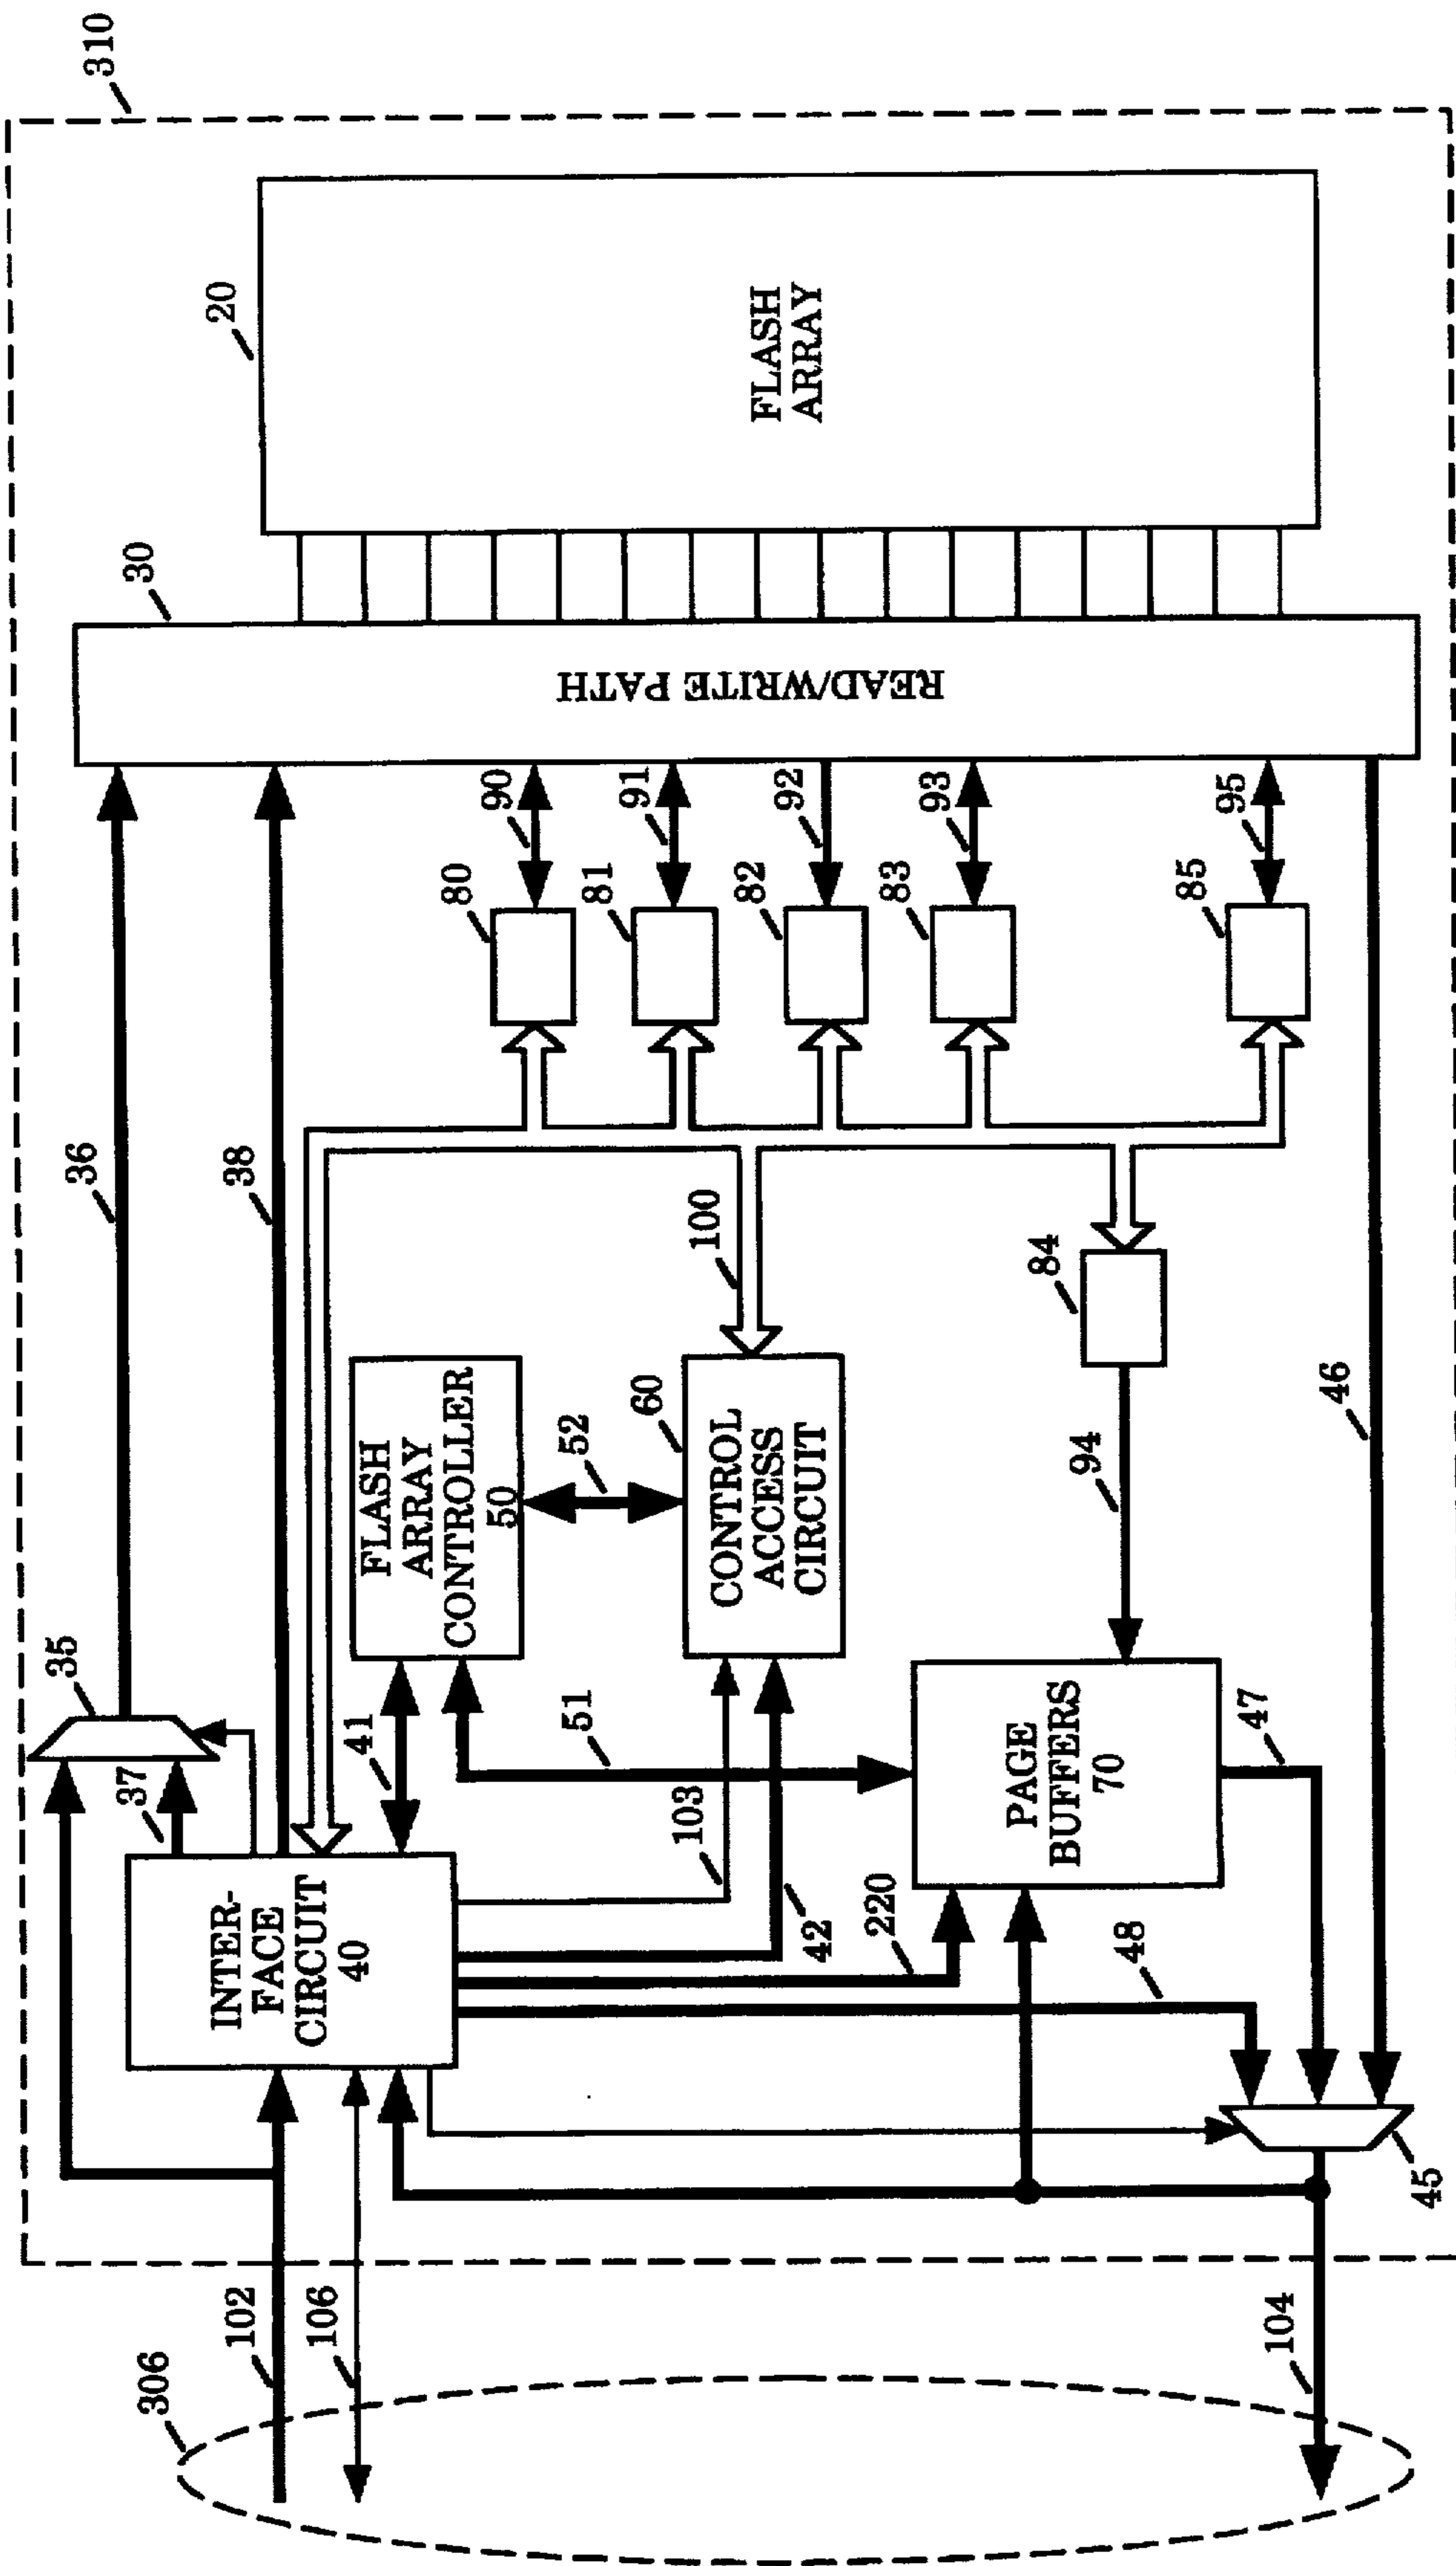 310
20
FLASH
ARRAY
30
READ/WRITE PATH
36
38
90
91
92
93
95
80
81
82
83
85
100
84
FLASH
ARRAY
CONTROLLER
50
52
60
CONTROL
ACCESS
CIRCUIT
94
46
35
37
41
51
103
42
PAGE
BUFFERS
70
47
INTER-
FACE
CIRCUIT
40
220
48
45
102
106
104
306